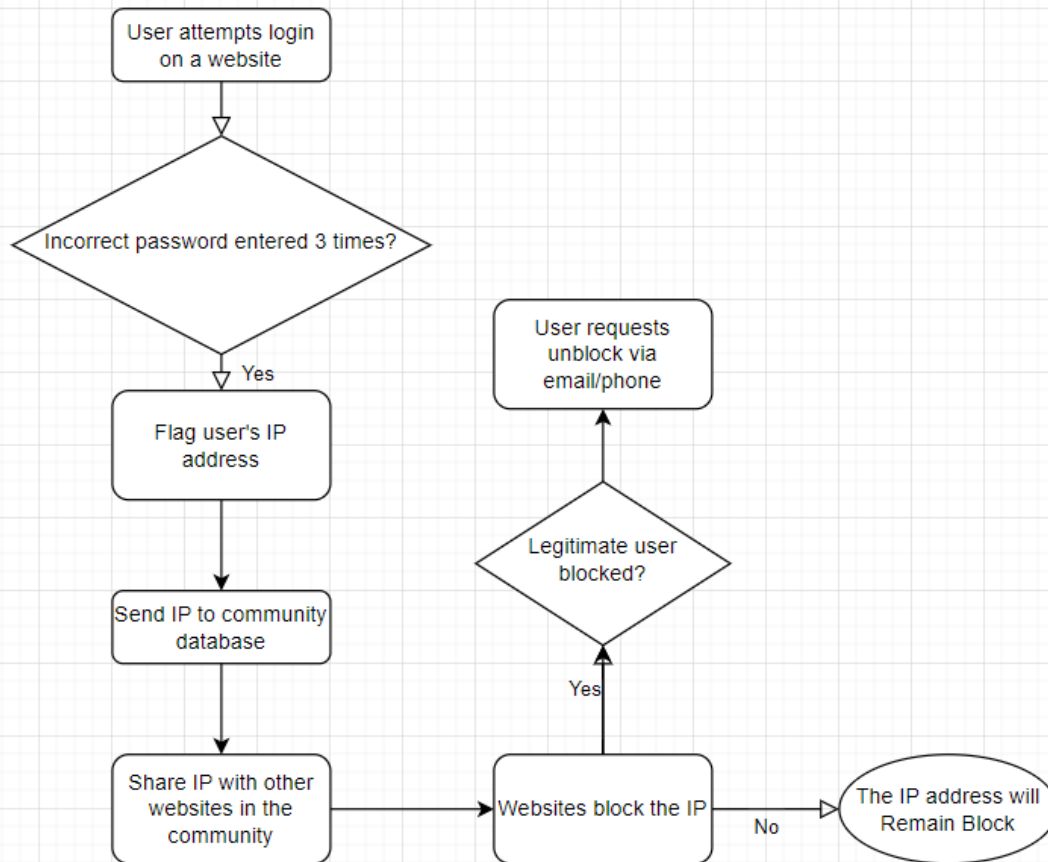 User attempts login
on a website
Incorrect password entered 3 times?
Yes
Flag user's IP
address
Send IP to community
database
Share IP with other
websites in the
community
User requests
unblock via
email/phone
Legitimate user
blocked?
Yes
Websites block the IP
No
The IP address will
Remain Block